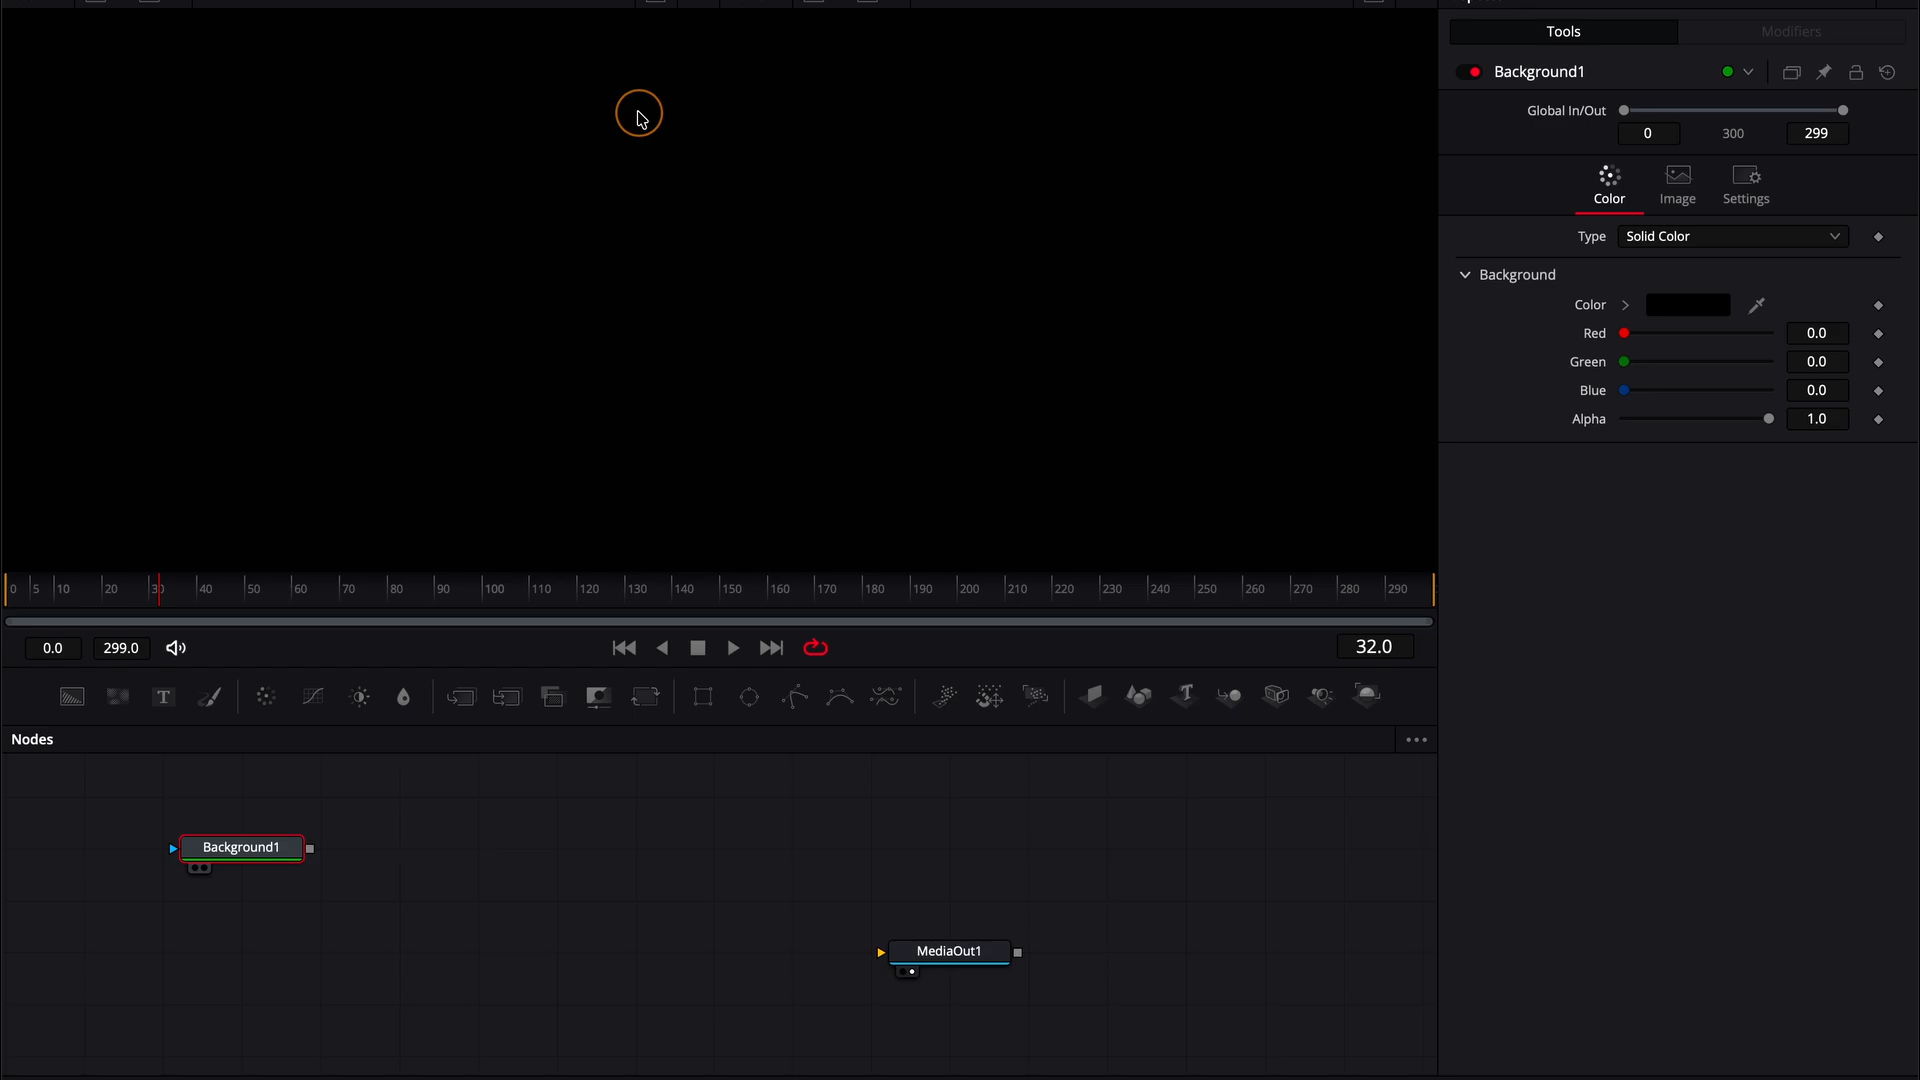 Tools
Modifiers
Background1
Global In/Out
0
300
299
Color
Image
Settings
Type
Solid Color
Background
Color
Red
0.0
Green
0.0
Blue
0.0
Alpha
1.0
0 5 10 20 30 40 50 60 70 80 90 100 110 120 130 140 150 160 170 180 190 200 210 220 230 240 250 260 270 280 290
0.0
299.0
32.0
T
Nodes
Background1
MediaOut1